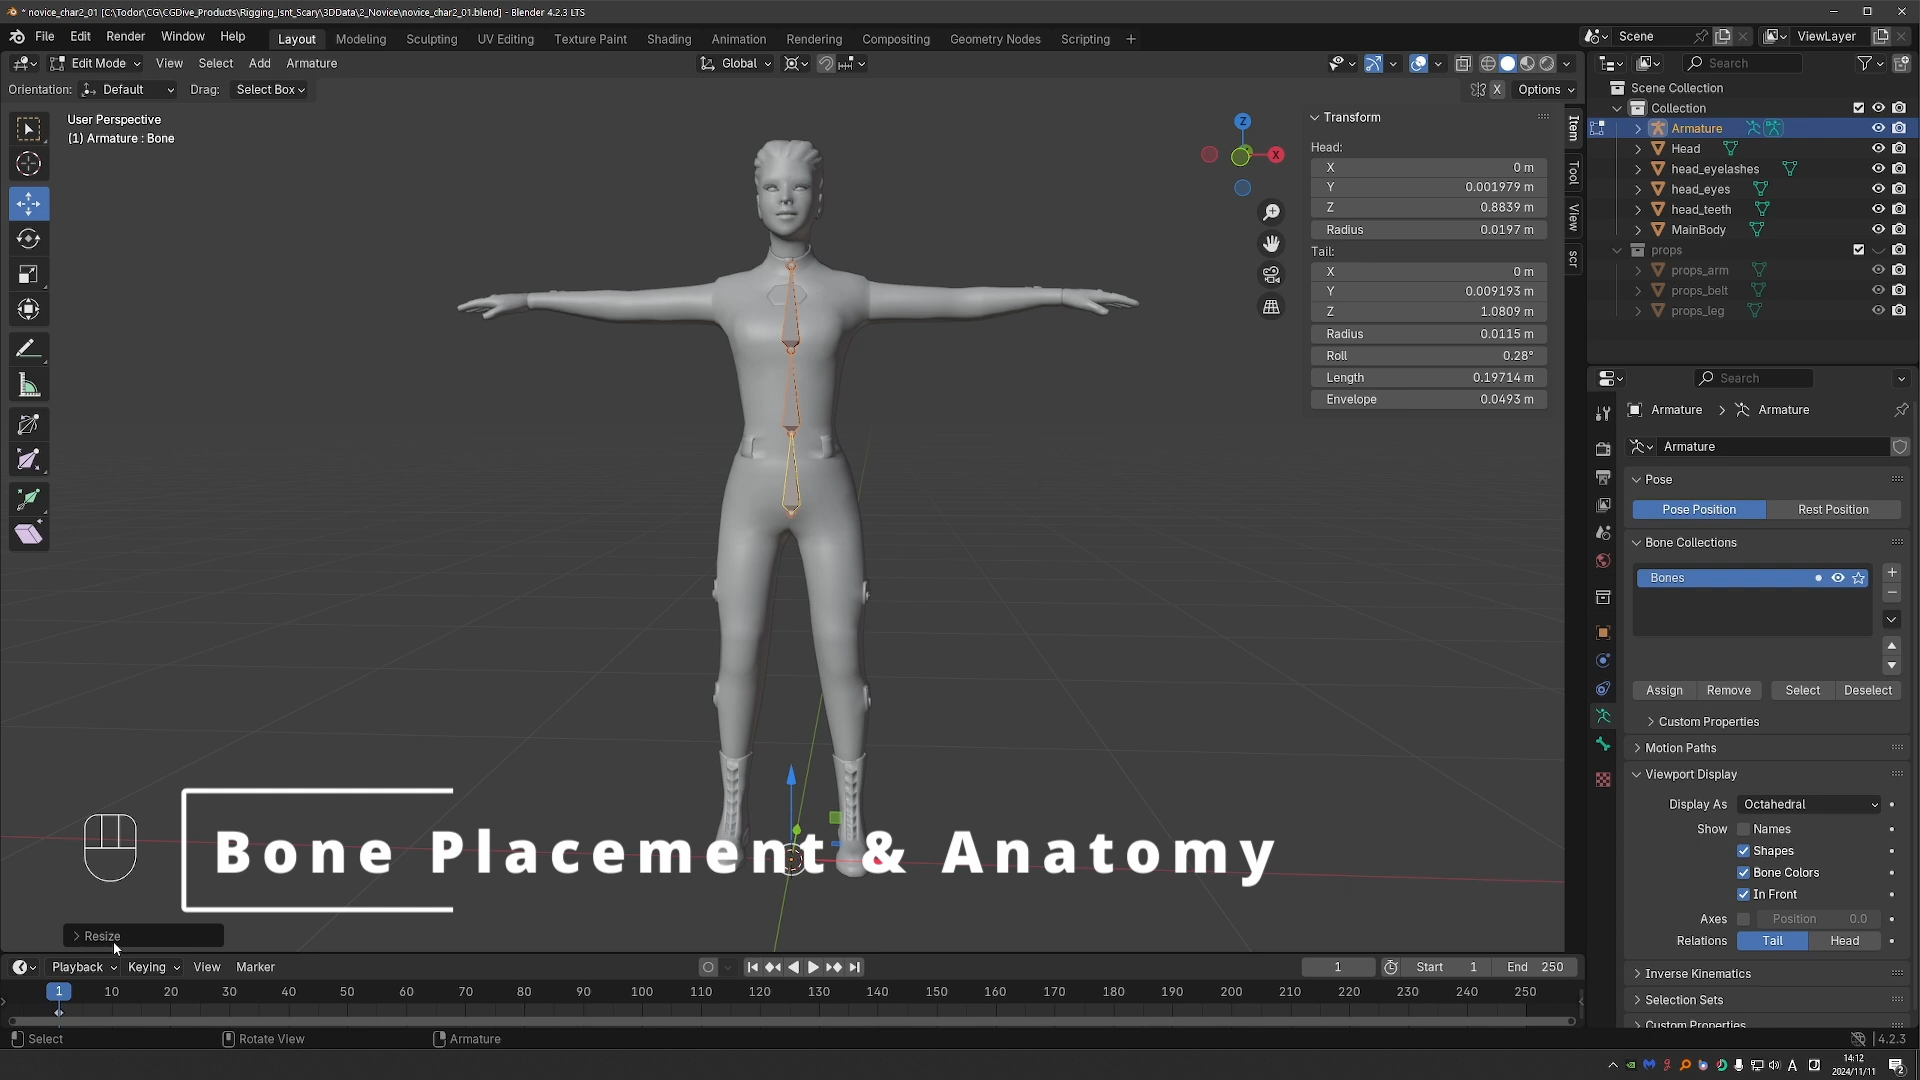 * novice_char2_01 [C:\Todor\CG\CGDive_Products\Rigging_Isnt_Scary\3DData\2_Novice\novice_char2_01.blend] - Blender 4.2.3 LTS
File Edit Render Window Help Layout Modeling Sculpting UV Editing Texture Paint Shading Animation Rendering Compositing Geometry Nodes Scripting + Scene ViewLayer
Edit Mode View Select Add Armature Global Search
Orientation: Default Drag: Select Box X Options
Scene Collection
Collection
Armature
Head
head_eyelashes
head_eyes
head_teeth
MainBody
props
props_arm
props_belt
props_leg
User Perspective
(1) Armature : Bone
Z
X
Transform
Head:
X 0 m
Y 0.001979 m
Z 0.8839 m
Radius 0.0197 m
Tail:
X 0 m
Y 0.009193 m
Z 1.0809 m
Radius 0.0115 m
Roll 0.28°
Length 0.19714 m
Envelope 0.0493 m
Item
Tool
View
scr
Search
Armature > Armature
Armature
Pose
Pose Position Rest Position
Bone Collections
Bones
Assign Remove Select Deselect
Custom Properties
Motion Paths
Viewport Display
Display As Octahedral
Show Names
Shapes
Bone Colors
In Front
Axes Position 0.0
Relations Tail Head
Inverse Kinematics
Selection Sets
Custom Properties
Bone Placement & Anatomy
Resize
Playback Keying View Marker 1 Start 1 End 250
1 10 20 30 40 50 60 70 80 90 100 110 120 130 140 150 160 170 180 190 200 210 220 230 240 250
Select Rotate View Armature 4.2.3
A 14:12
2024/11/11 2